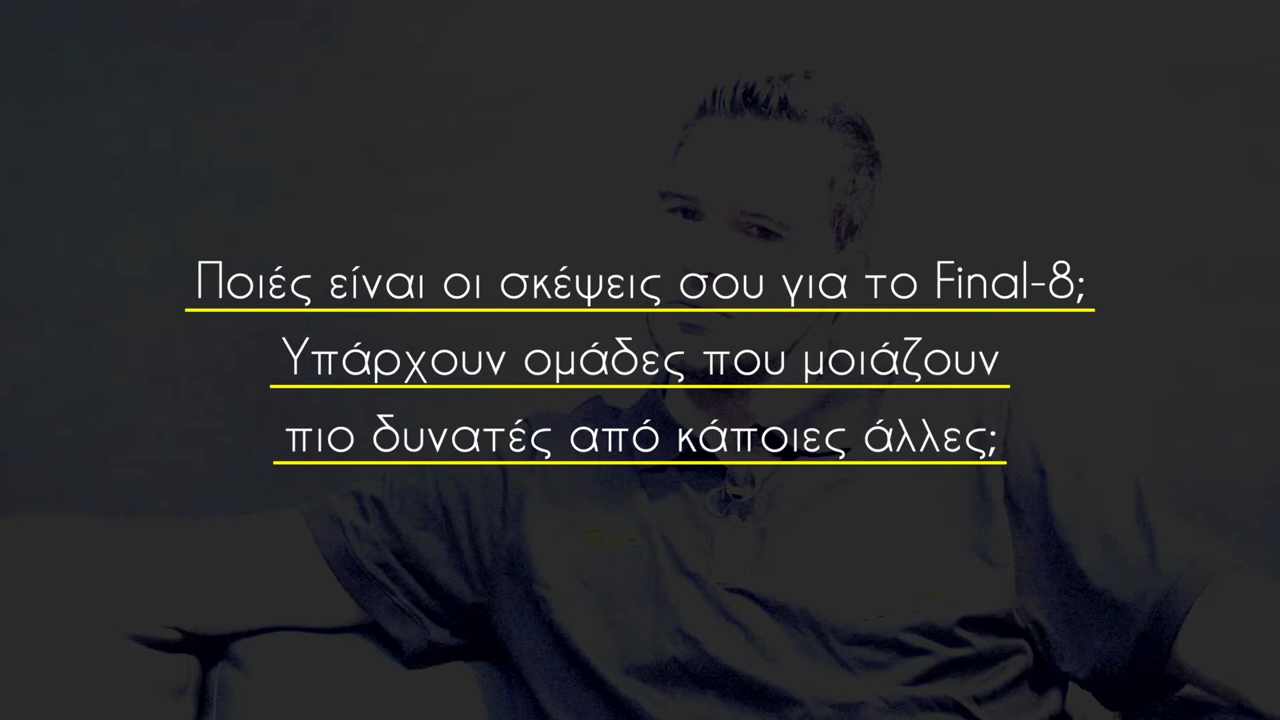 Ποιές είναι οι σκέψεις σου για το Final-8;
Υπάρχουν ομάδες που μοιάζουν
πιο δυνατές από κάποιες άλλες;